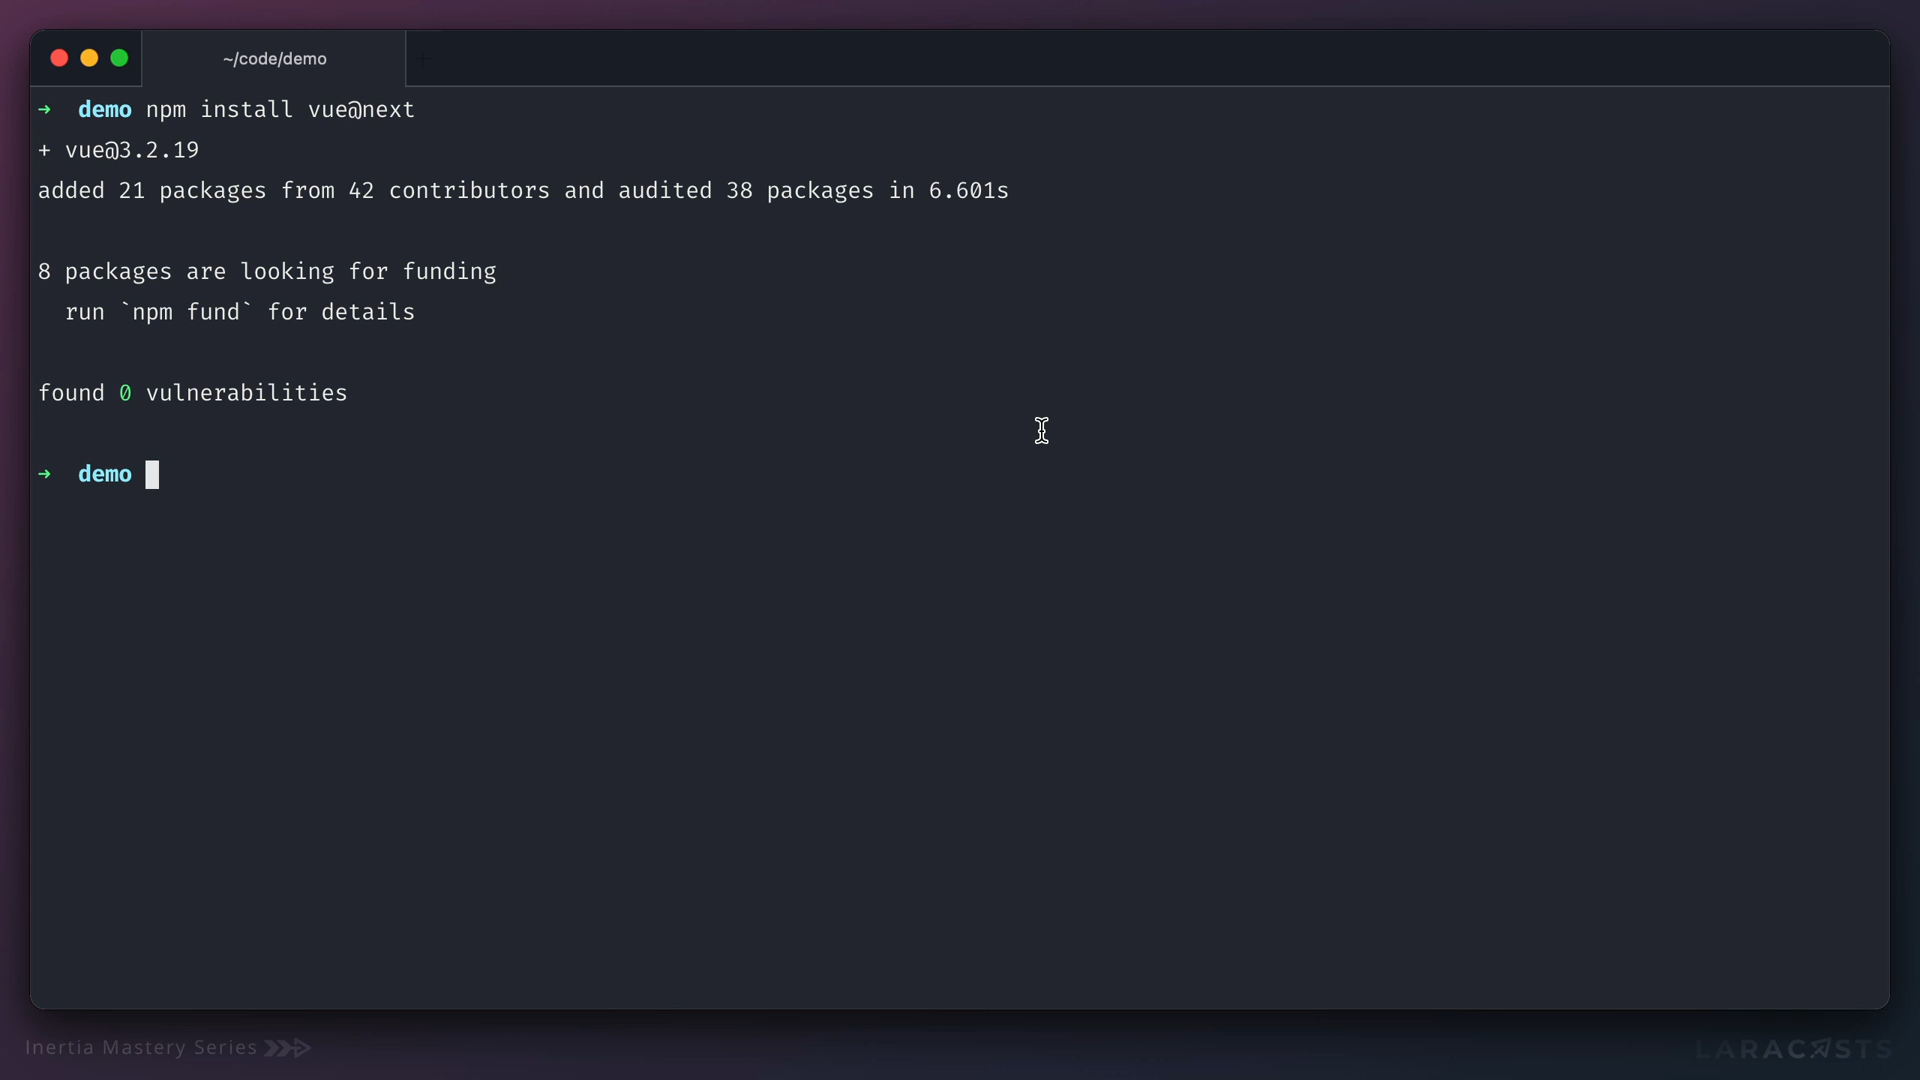 ~/code/demo
+
➜ demo npm install vue@next
+ vue@3.2.19
added 21 packages from 42 contributors and audited 38 packages in 6.601s
8 packages are looking for funding
run `npm fund` for details
found 0 vulnerabilities
➜ demo
Inertia Mastery Series
LARACASTS